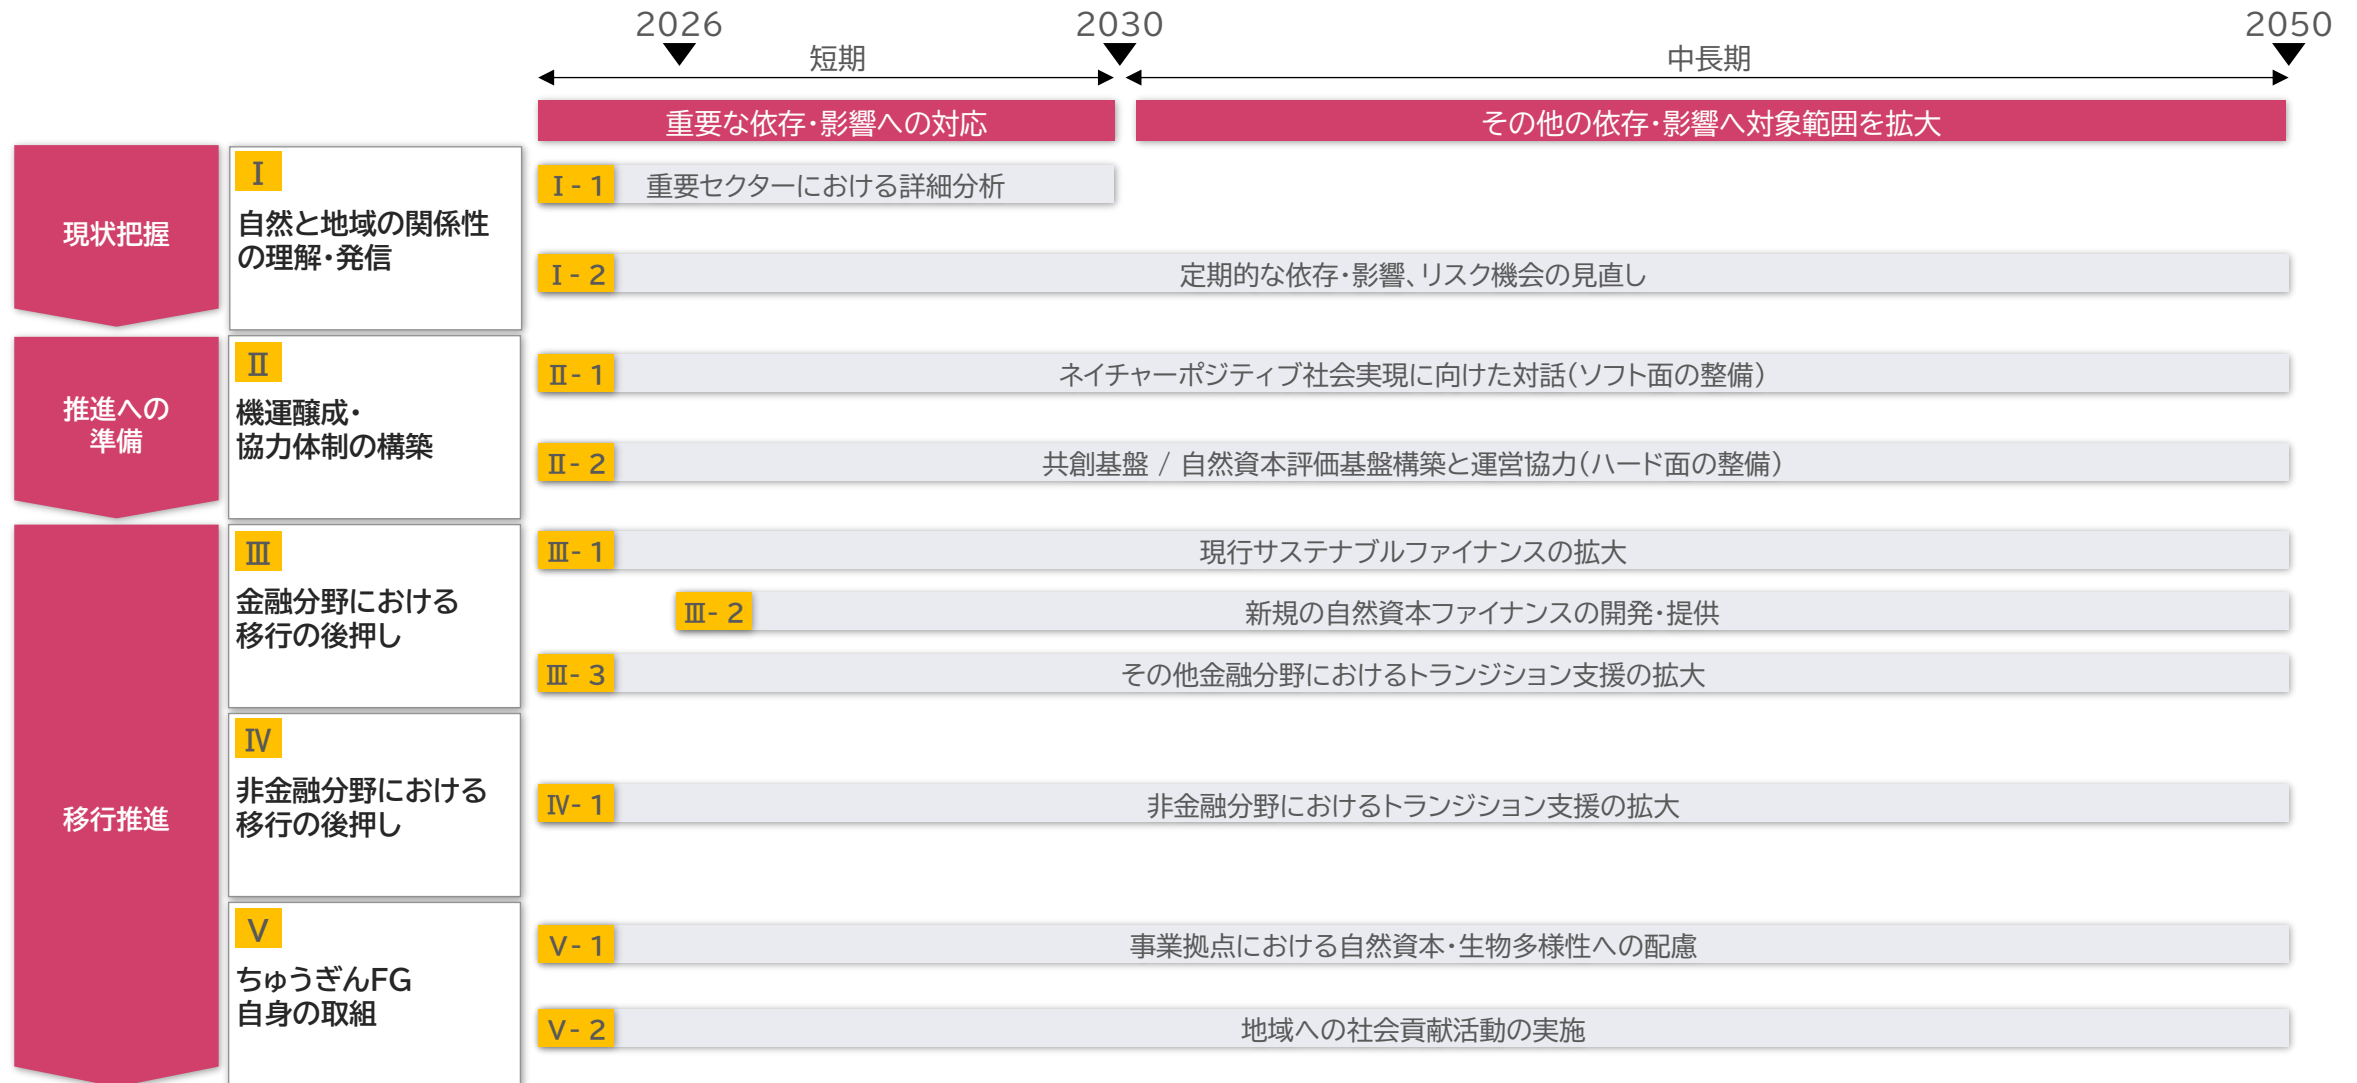 2026
2030
2050
短期
中長期
重要な依存・影響への対応
その他の依存・影響へ対象範囲を拡大
現状把握
Ⅰ
自然と地域の関係性
の理解・発信
Ⅰ- 1
重要セクターにおける詳細分析
Ⅰ- 2
定期的な依存・影響、リスク機会の見直し
推進への
準備
Ⅱ
機運醸成・
協力体制の構築
Ⅱ- 1
ネイチャーポジティブ社会実現に向けた対話（ソフト面の整備）
Ⅱ- 2
共創基盤 / 自然資本評価基盤構築と運営協力（ハード面の整備）
移行推進
Ⅲ
金融分野における
移行の後押し
Ⅲ- 1
現行サステナブルファイナンスの拡大
Ⅲ- 2
新規の自然資本ファイナンスの開発・提供
Ⅲ- 3
その他金融分野におけるトランジション支援の拡大
Ⅳ
非金融分野における
移行の後押し
Ⅳ- 1
非金融分野におけるトランジション支援の拡大
Ⅴ
ちゅうぎんFG
自身の取組
Ⅴ- 1
事業拠点における自然資本・生物多様性への配慮
Ⅴ- 2
地域への社会貢献活動の実施